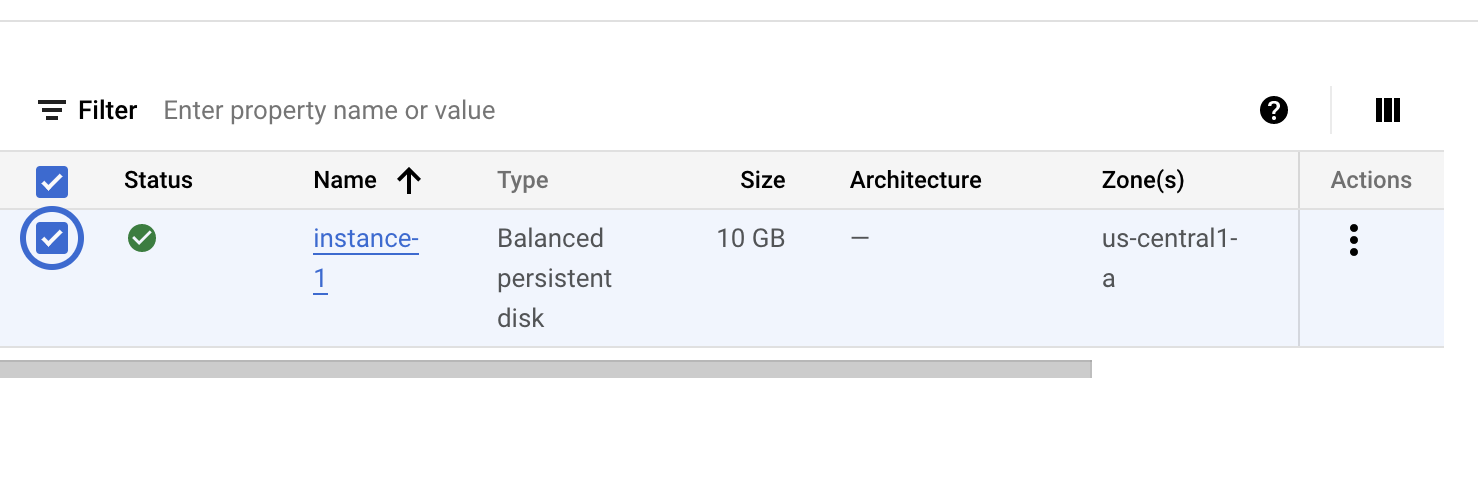 Filter Enter property name or value
Status Name Type Size Architecture Zone(s) Actions
instance- Balanced 10 GB — us-central1-
1 persistent a
disk